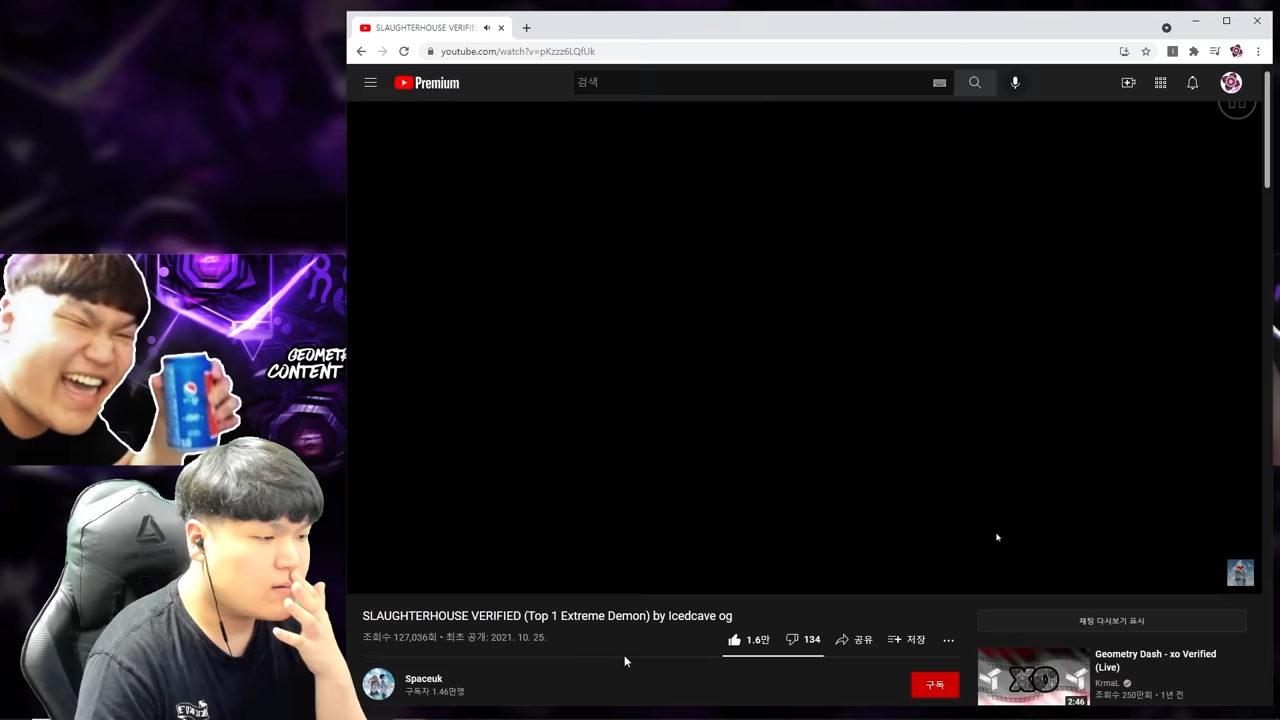 SLAUGHTERHOUSE VERIFIE
youtube.com/watch?v=pKzzz6LQfUk
Premium
검색
GEOMETR
CONTENT
SLAUGHTERHOUSE VERIFIED (Top 1 Extreme Demon) by Icedcave og
조회수 127,036회 • 최초 공개: 2021. 10. 25.
1.6만
134
공유
저장
Spaceuk
구독자 1.46만명
구독
채팅 다시보기 표시
XO
2:46
Geometry Dash - xo Verified
(Live)
KrmaL
조회수 250만회 • 1년 전